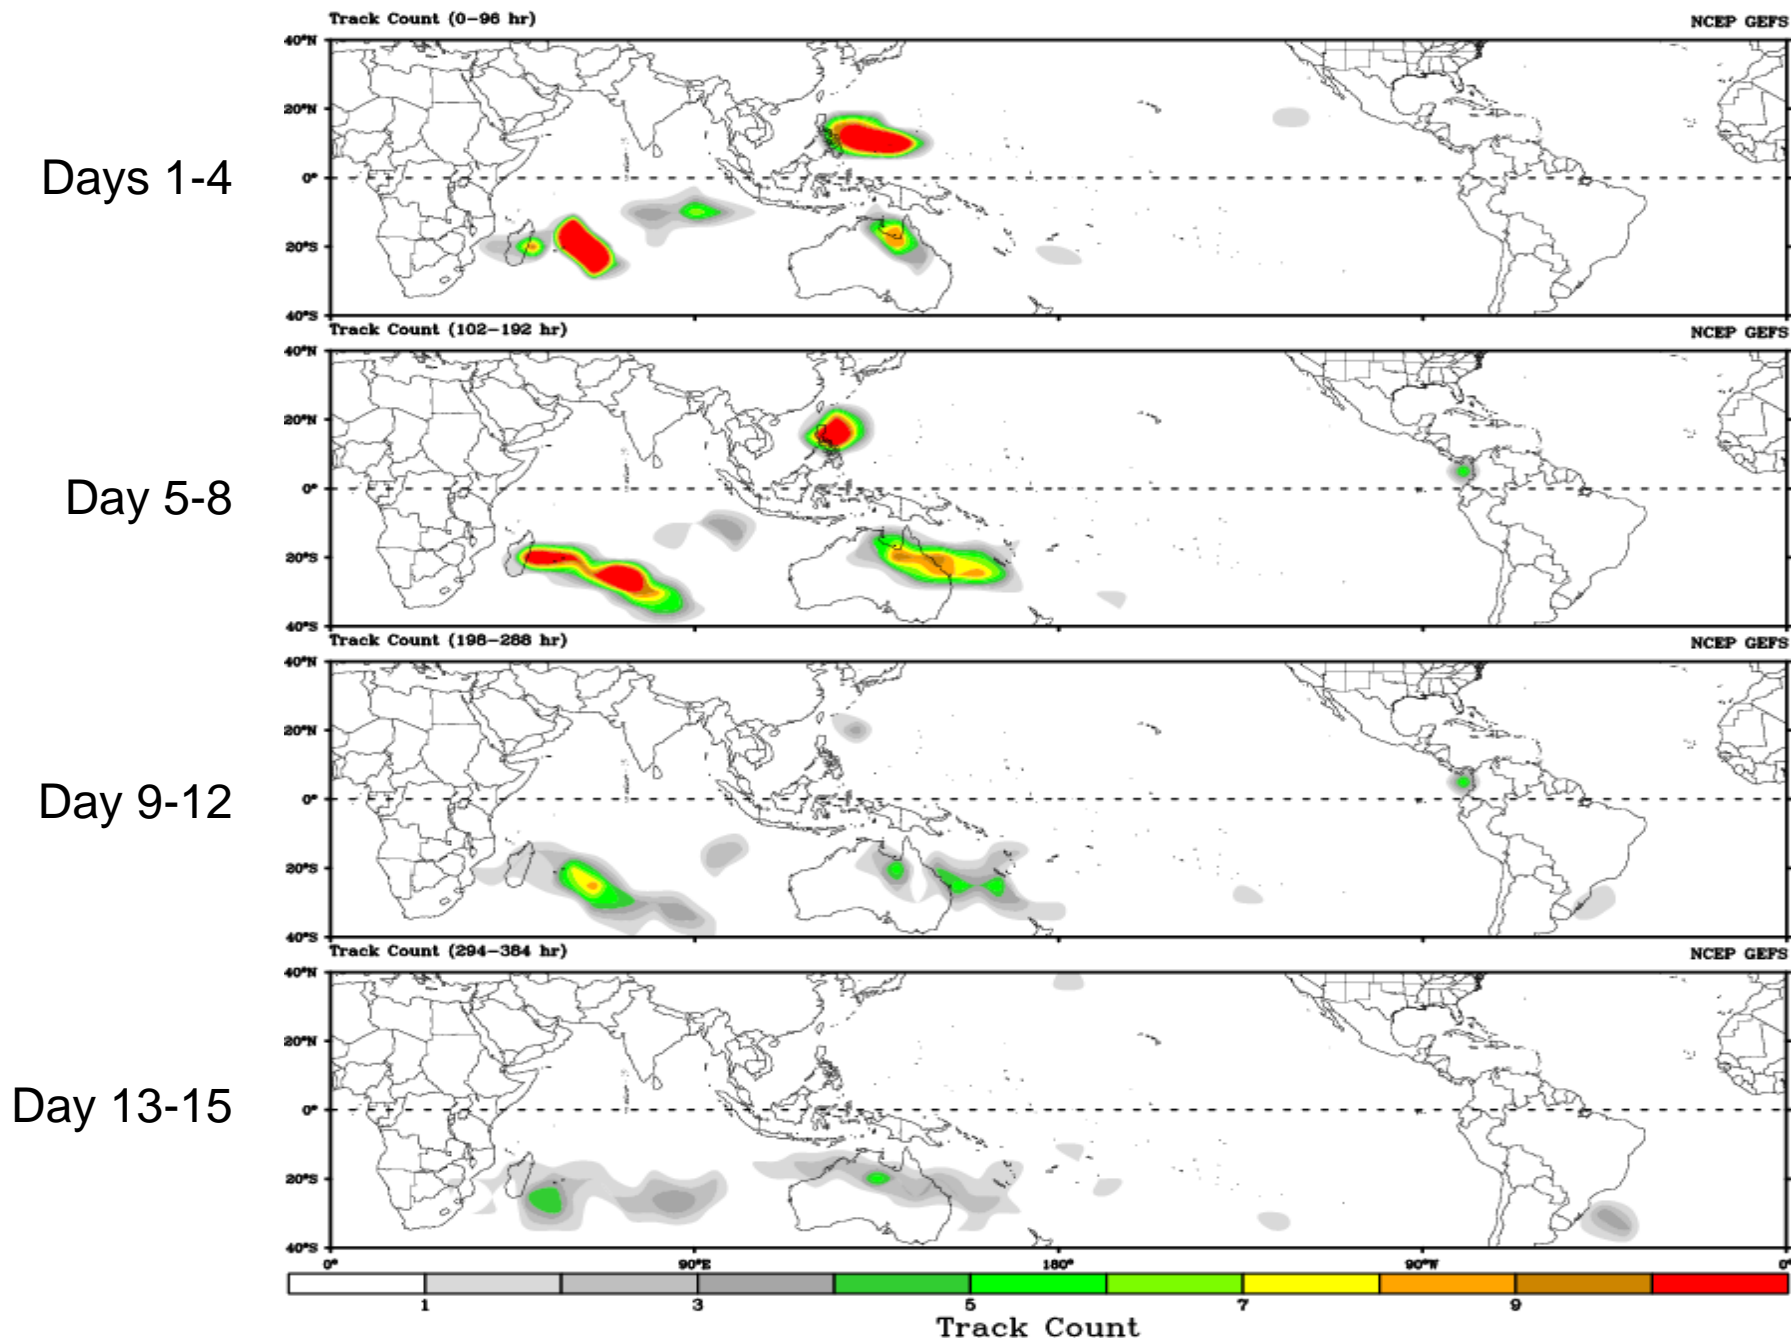 Track Count (0-96 hr) NCEP GEFS
40°N
20°N
Days 1-4
0°
20°S
40°S
Track Count (102-192 hr) NCEP GEFS
40°N
20°N
Day 5-8
0°
20°S
40°S
Track Count (198-288 hr) NCEP GEFS
40°N
20°N
Day 9-12
0°
20°S
40°S
Track Count (294-384 hr) NCEP GEFS
40°N
20°N
Day 13-15
0°
20°S
40°S
0° 90°E 180° 90°W 0°
1 3 5 7 9
Track Count